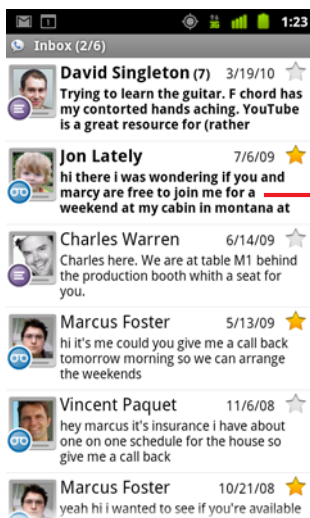 1:23
Inbox (2/6)
David Singleton (7) 3/19/10
Trying to learn the guitar. F chord has
my contorted hands aching. YouTube
is a great resource for (rather
Jon Lately 7/6/09
hi there i was wondering if you and
marcy are free to join me for a
weekend at my cabin in montana at
Charles Warren 6/14/09
Charles here. We are at table M1 behind
the production booth whith a seat for
you.
Marcus Foster 5/13/09
hi it's me could you give me a call back
tomorrow morning so we can arrange
the weekends
Vincent Paquet 11/6/08
hey marcus it's insurance i have about
one on one schedule for the house so
give me a call back
Marcus Foster 10/21/08
yeah hi i wanted to see if you're available